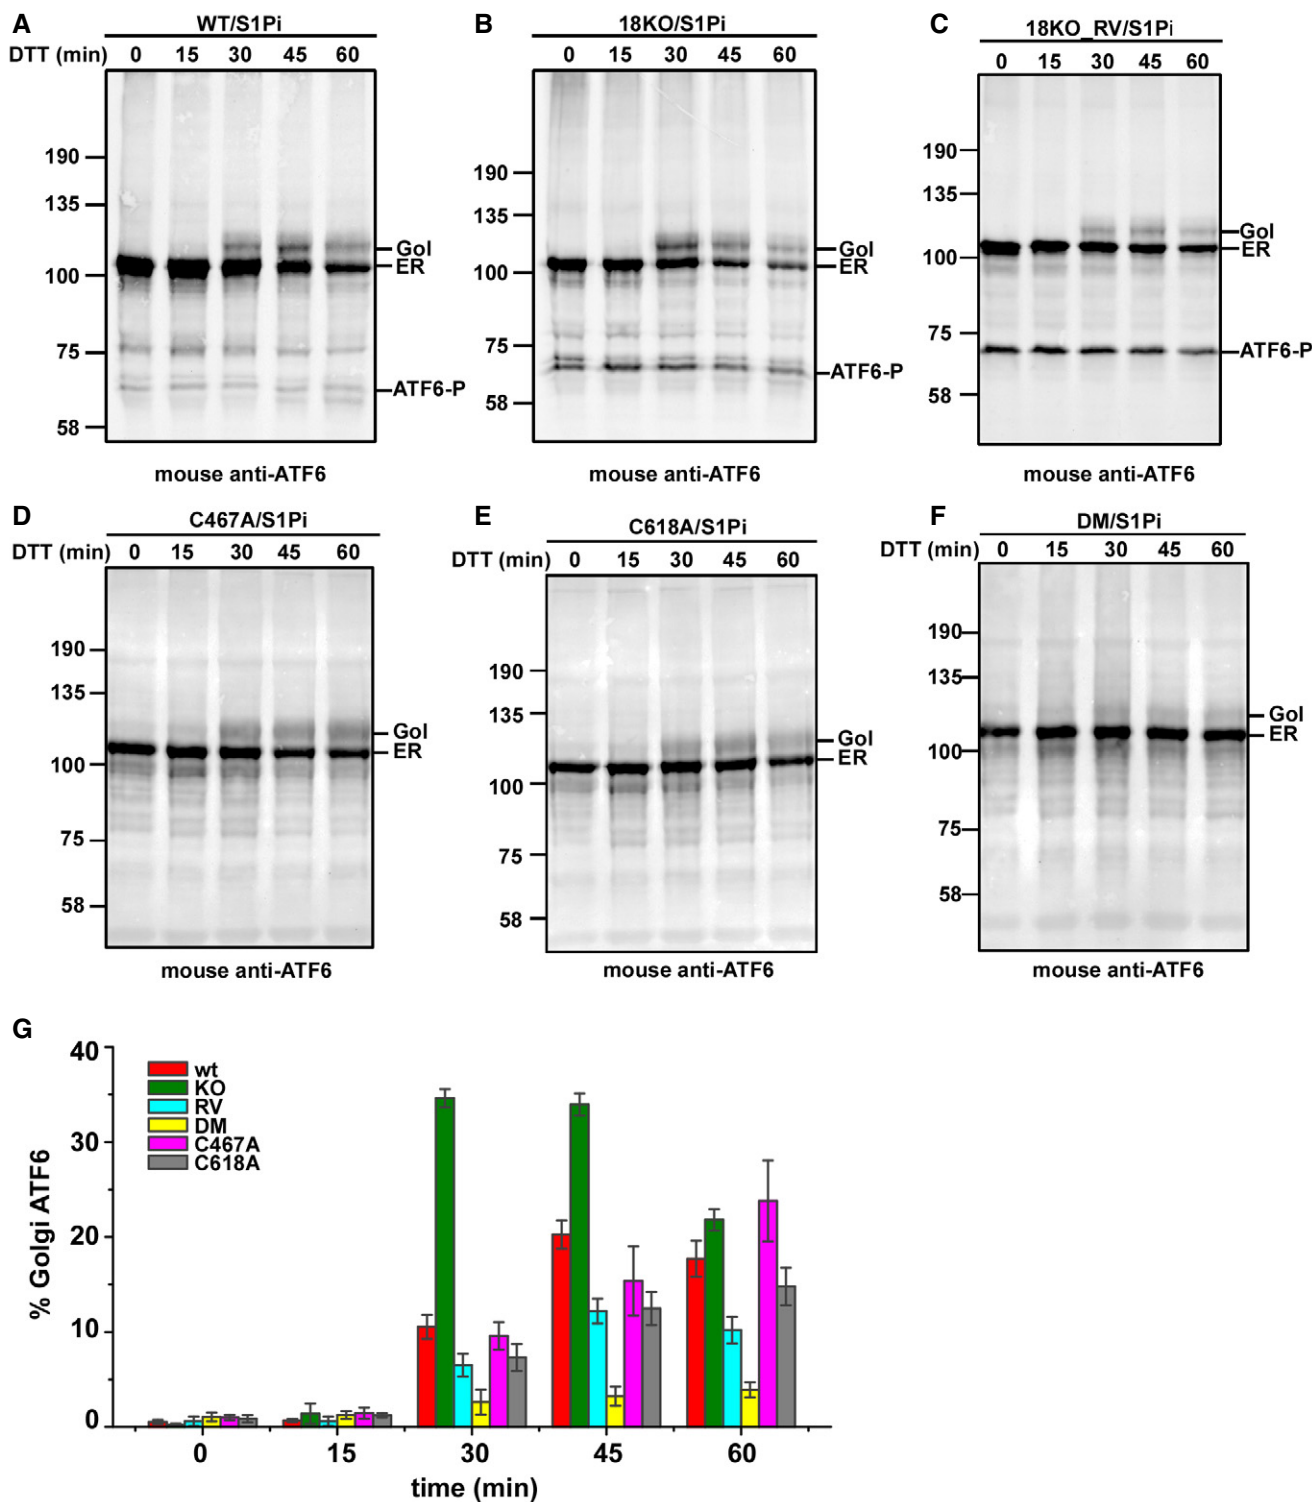 A
WT/S1Pi
DTT (min) 0 15 30 45 60
190
135
100
75
58
Gol
ER
ATF6-P
mouse anti-ATF6
B
18KO/S1Pi
0 15 30 45 60
190
135
100
75
58
Gol
ER
ATF6-P
mouse anti-ATF6
C
18KO_RV/S1Pi
0 15 30 45 60
190
135
100
75
58
Gol
ER
ATF6-P
mouse anti-ATF6
D
C467A/S1Pi
DTT (min) 0 15 30 45 60
190
135
100
75
58
Gol
ER
mouse anti-ATF6
E
C618A/S1Pi
DTT (min) 0 15 30 45 60
190
135
100
75
58
Gol
ER
mouse anti-ATF6
F
DM/S1Pi
DTT (min) 0 15 30 45 60
190
135
100
75
58
Gol
ER
mouse anti-ATF6
G
% Golgi ATF6
40
30
20
10
0
wt
KO
RV
DM
C467A
C618A
0 15 30 45 60
time (min)